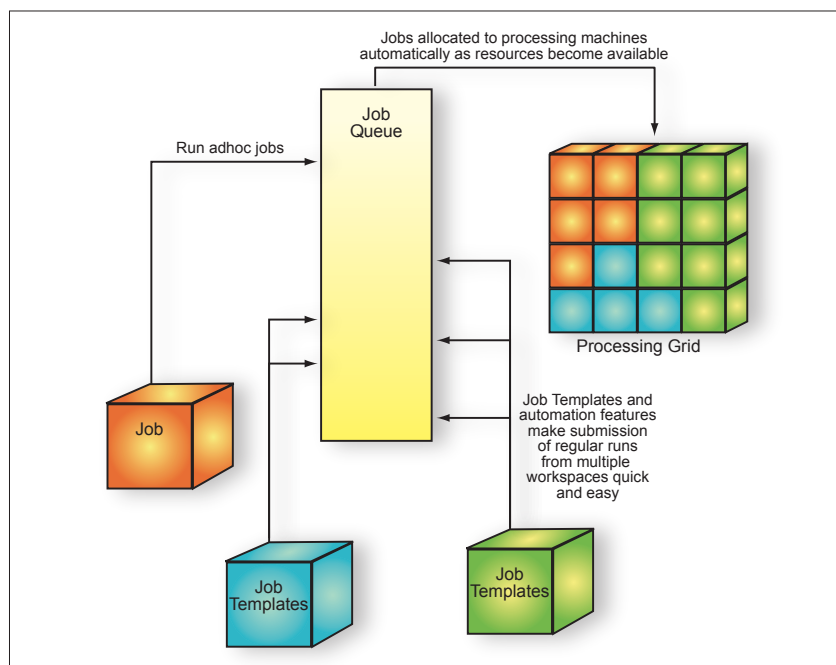 Jobs allocated to processing machines
automatically as resources become available
Job
Queue
Run adhoc jobs
Processing Grid
Job Templates and
automation features
make submission
of regular runs
from multiple
workspaces quick
and easy
Job
Job
Templates
Job
Templates